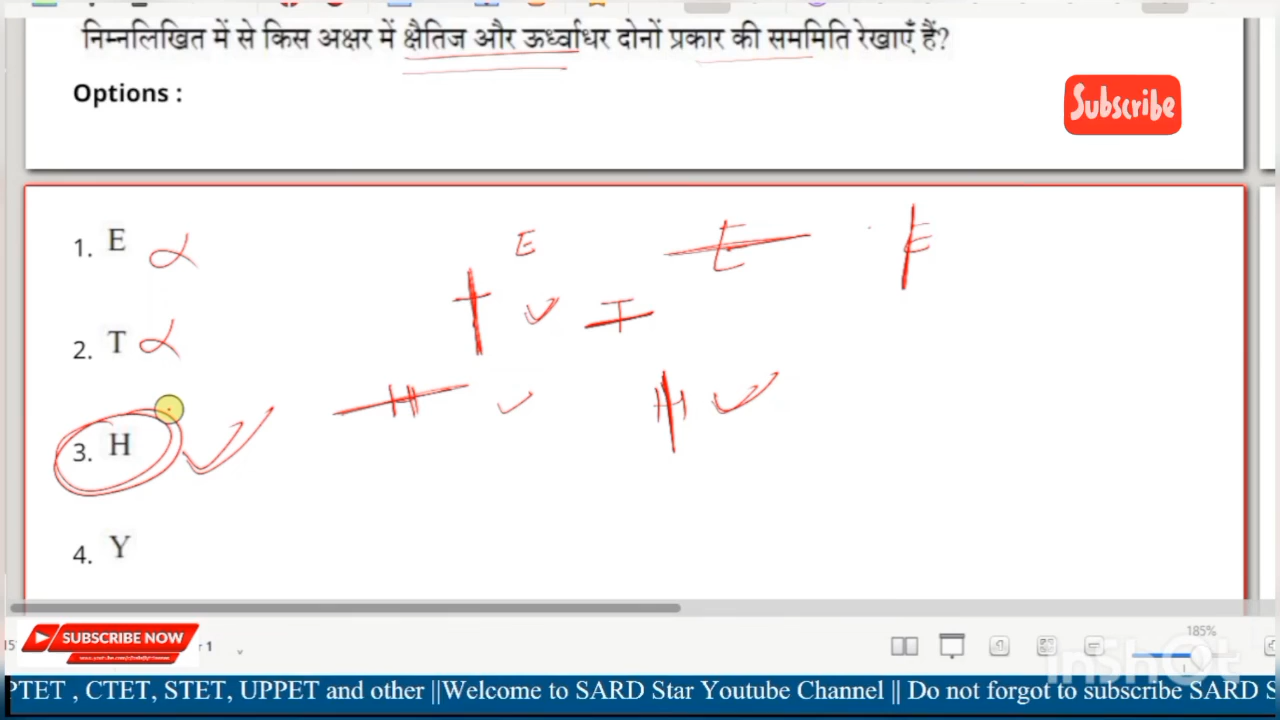 निम्नलिखित में से किस अक्षर में क्षैतिज और ऊर्ध्वाधर दोनों प्रकार की सममिति रेखाएँ हैं?
Options :
Subscribe
1. E
E
E
E
2. T
T
T
3. H
H
H
4. Y
SUBSCRIBE NOW
185%
InShot
PTET , CTET, STET, UPPET and other ||Welcome to SARD Star Youtube Channel || Do not forgot to subscribe SARD S